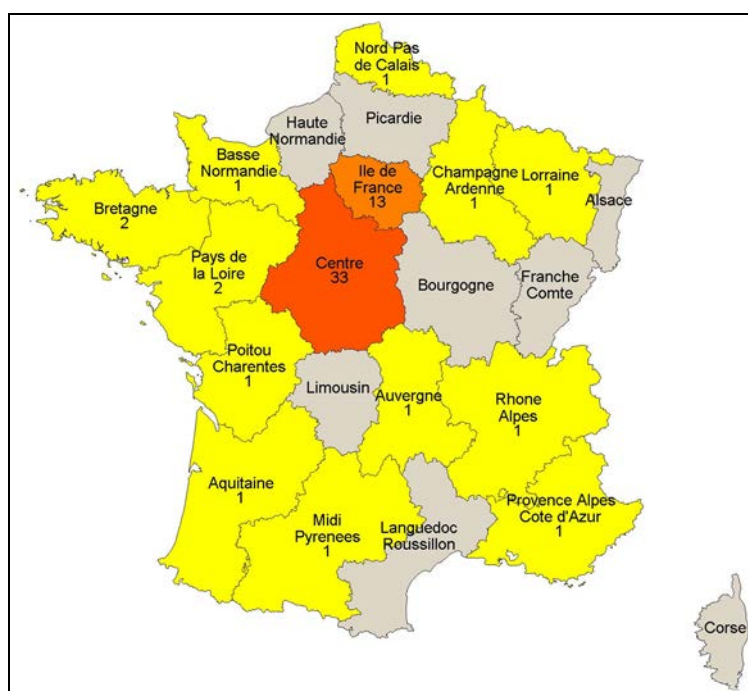 Nord Pas
de Calais
1
Haute
Normandie
Picardie
Basse
Normandie
1
Ile de
France
13
Champagne
Ardenne
1
Lorraine
1
Alsace
Bretagne
2
Pays de
la Loire
2
Centre
33
Bourgogne
Franche
Comte
Poitou
Charentes
1
Limousin
Auvergne
1
Rhone
Alpes
1
Aquitaine
1
Midi
Pyrenees
1
Languedoc
Roussillon
Provence Alpes
Cote d'Azur
1
Corse